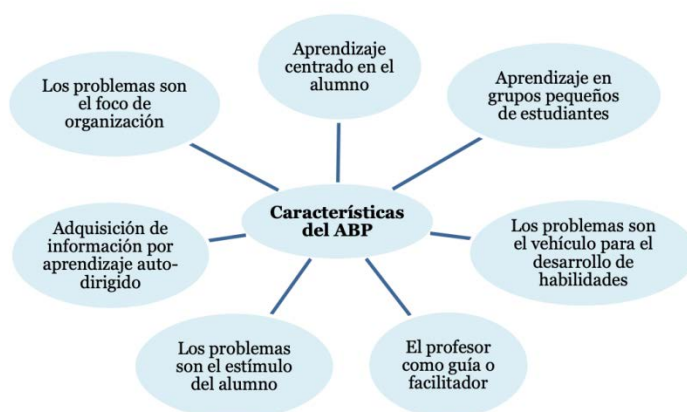 Aprendizaje
centrado en el
alumno
Aprendizaje en
grupos pequeños
de estudiantes
Los problemas son
el vehículo para el
desarrollo de
habilidades
El profesor
como guía o
facilitador
Los problemas
son el estímulo
del alumno
Adquisición de
información por
aprendizaje auto-
dirigido
Los problemas son
el foco de
organización
Características
del ABP